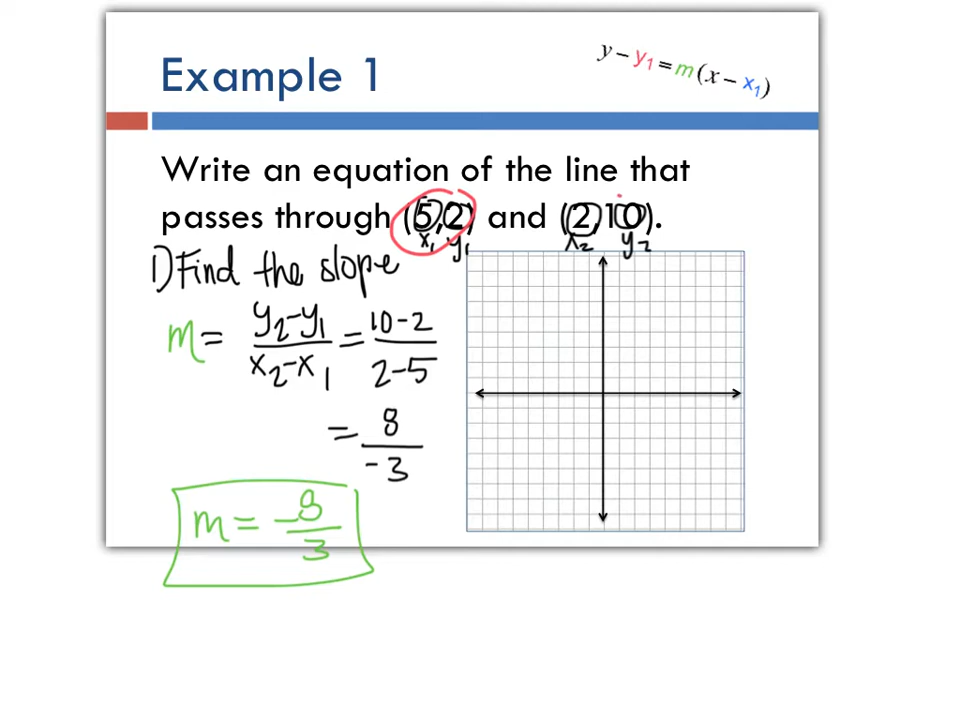 Example 1
y - y₁ = m(x - x₁)
Write an equation of the line that
passes through (5,2) and (2,10).
x₁ y₁ x₂ y₂
1) Find the slope
m = y₂-y₁ / x₂-x₁ = 10-2 / 2-5
= 8 / -3
m = -8 / 3